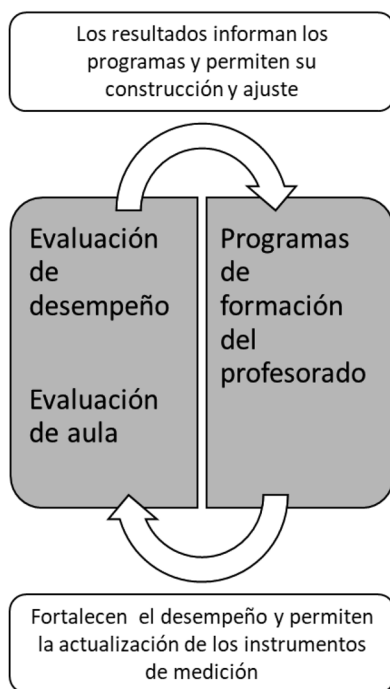 Los resultados informan los
programas y permiten su
construcción y ajuste
Evaluación
de
desempeño
Evaluación
de aula
Programas
de
formación
del
profesorado
Fortalecen el desempeño y permiten
la actualización de los instrumentos
de medición